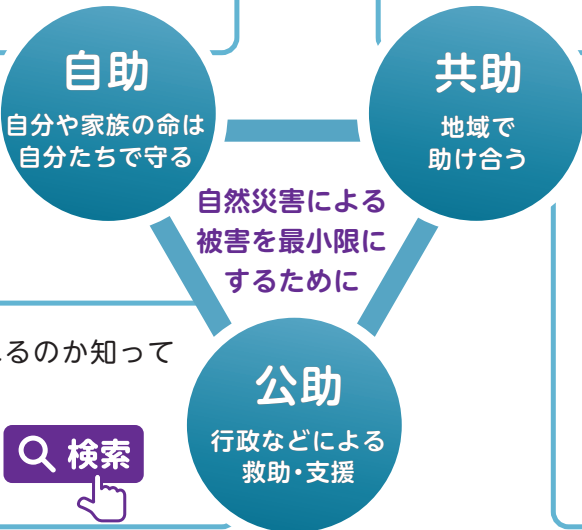 自助
自分や家族の命は
自分たちで守る
共助
地域で
助け合う
自然災害による
被害を最小限に
するために
るのか知って
検索
公助
行政などによる
救助・支援